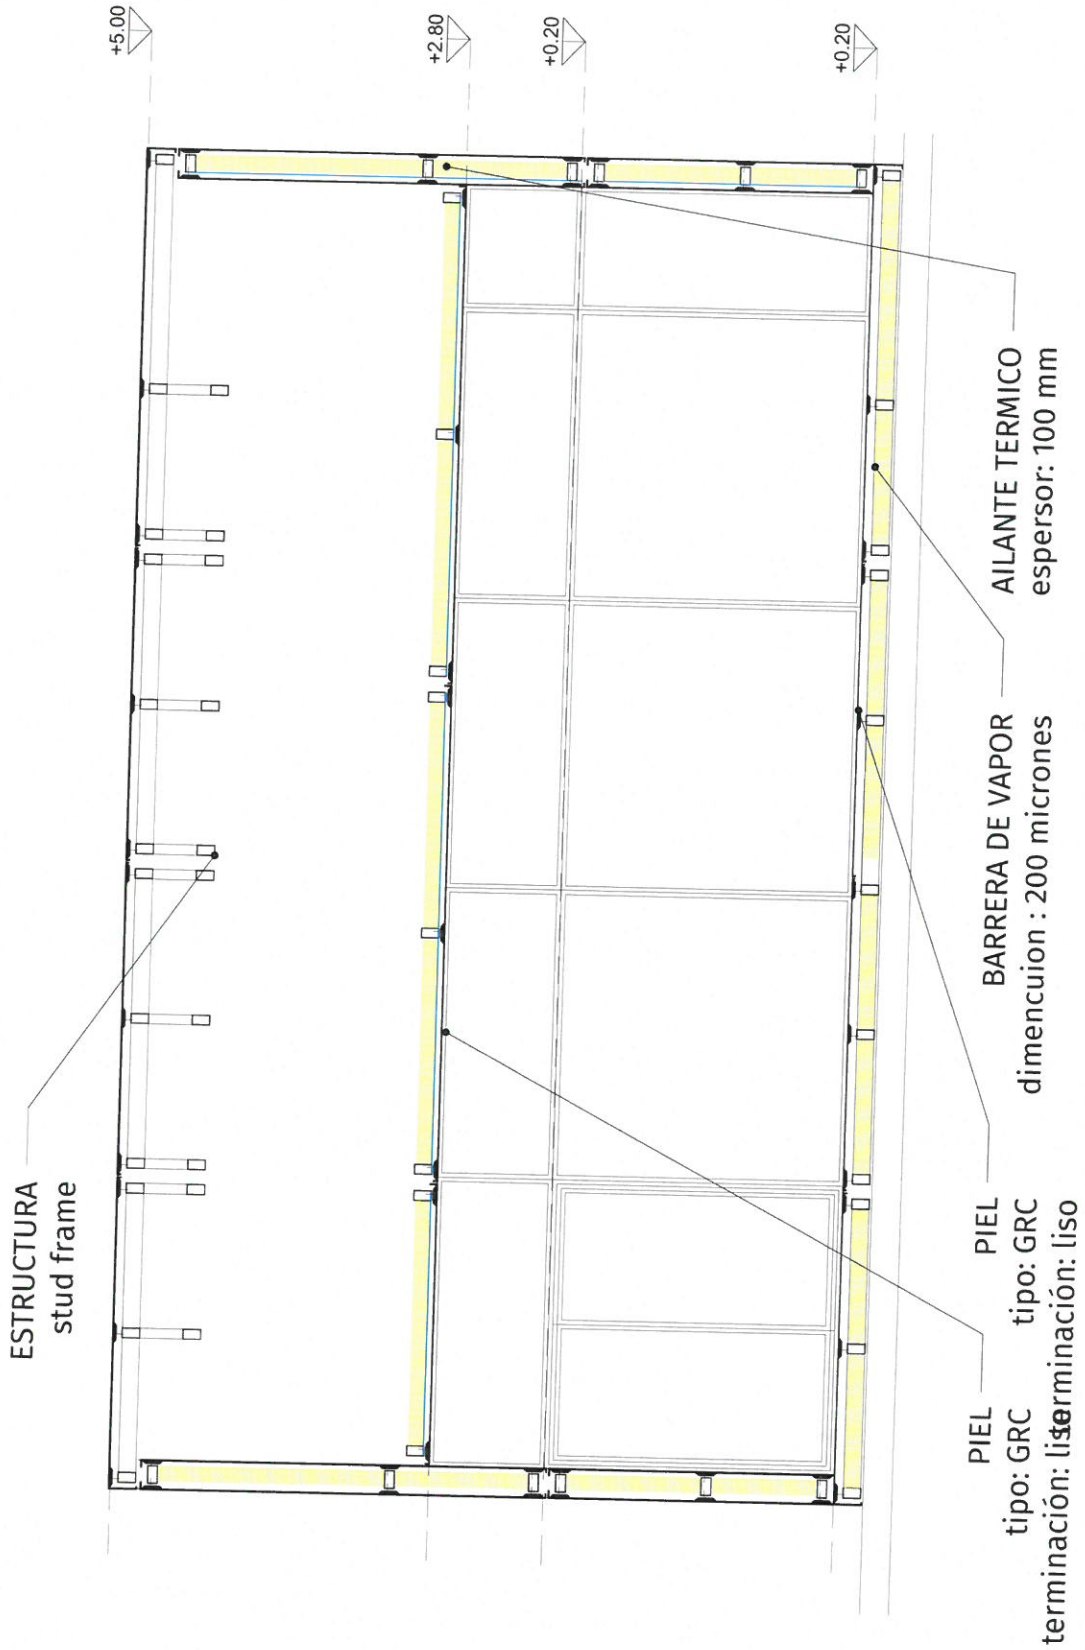 ESTRUCTURA
stud frame
+5.00
+2.80
+0.20
+0.20
PIEL
tipo: GRC
terminación: liso
PIEL
tipo: GRC
terminación: liso
BARRERA DE VAPOR
dimencuion : 200 micrones
AILANTE TERMICO
espersor: 100 mm